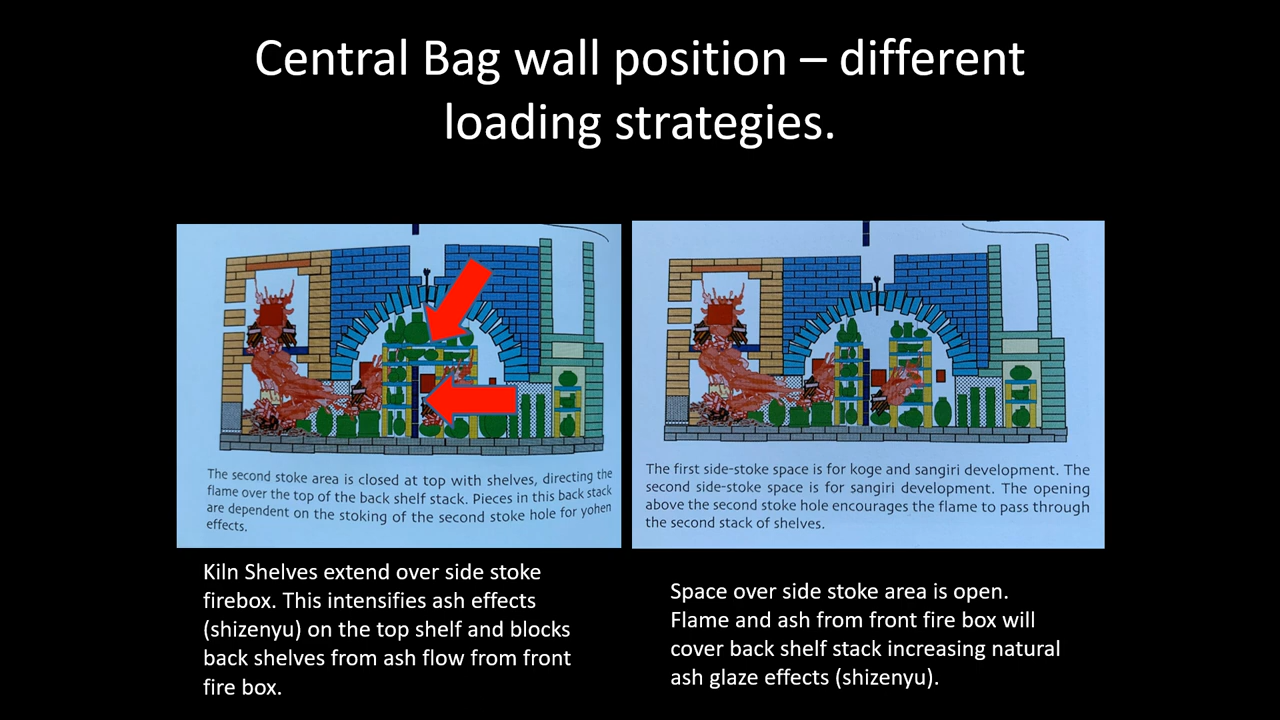 Central Bag wall position – different
loading strategies.
The second stoke area is closed at top with shelves, directing the
flame over the top of the back shelf stack. Pieces in this back stack
are dependent on the stoking of the second stoke hole for yohen
effects.
The first side-stoke space is for koge and sangiri development. The
second side-stoke space is for sangiri development. The opening
above the second stoke hole encourages the flame to pass through
the second stack of shelves.
Kiln Shelves extend over side stoke
firebox. This intensifies ash effects
(shizenyu) on the top shelf and blocks
back shelves from ash flow from front
fire box.
Space over side stoke area is open.
Flame and ash from front fire box will
cover back shelf stack increasing natural
ash glaze effects (shizenyu).